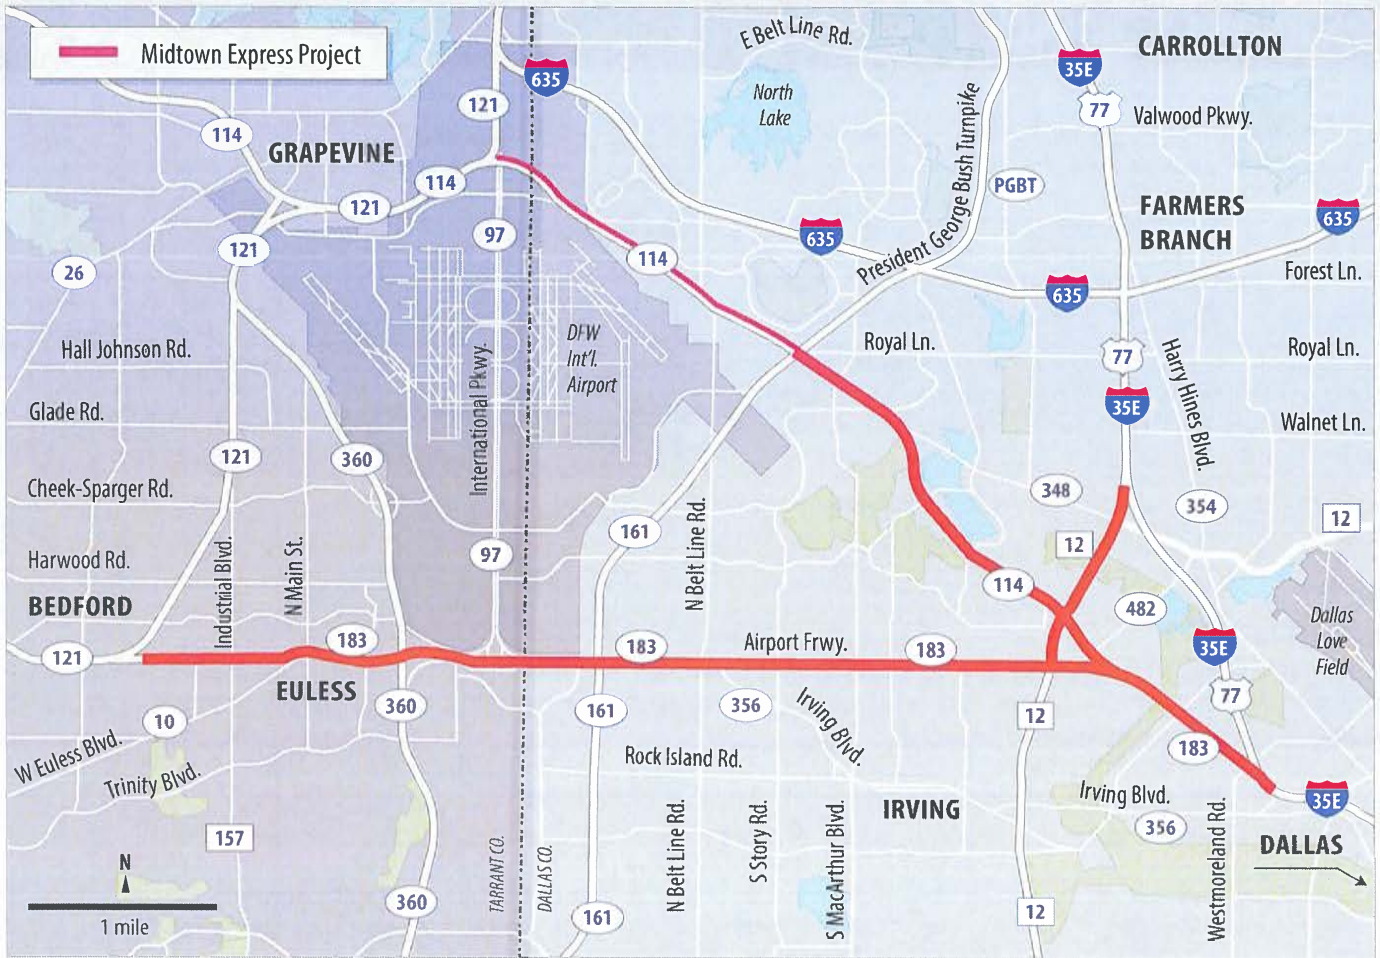 Midtown Express Project
E Belt Line Rd.
635
121
North
Lake
35E
CARROLLTON
77
Valwood Pkwy.
114
GRAPEVINE
114
121
President George Bush Turnpike
PGBT
FARMERS
BRANCH
635
97
635
121
26
114
635
Forest Ln.
Hall Johnson Rd.
DFW
Int'l.
Airport
Royal Ln.
77
Harry Hines Blvd.
Royal Ln.
International Pkwy.
35E
Glade Rd.
Walnet Ln.
121
360
Cheek-Sparger Rd.
348
354
12
161
N Belt Line Rd.
12
Harwood Rd.
97
Industrial Blvd.
N Main St.
BEDFORD
114
482
Dallas
Love
Field
121
183
183
Airport Frwy.
183
35E
EULESS
77
10
360
161
356
Irving Blvd.
12
W Euless Blvd.
Trinity Blvd.
Rock Island Rd.
183
157
N Belt Line Rd.
S Story Rd.
S MacArthur Blvd.
IRVING
Irving Blvd.
356
35E
Westmoreland Rd.
DALLAS
N
1 mile
TARRANT CO.
DALLAS CO.
360
161
12